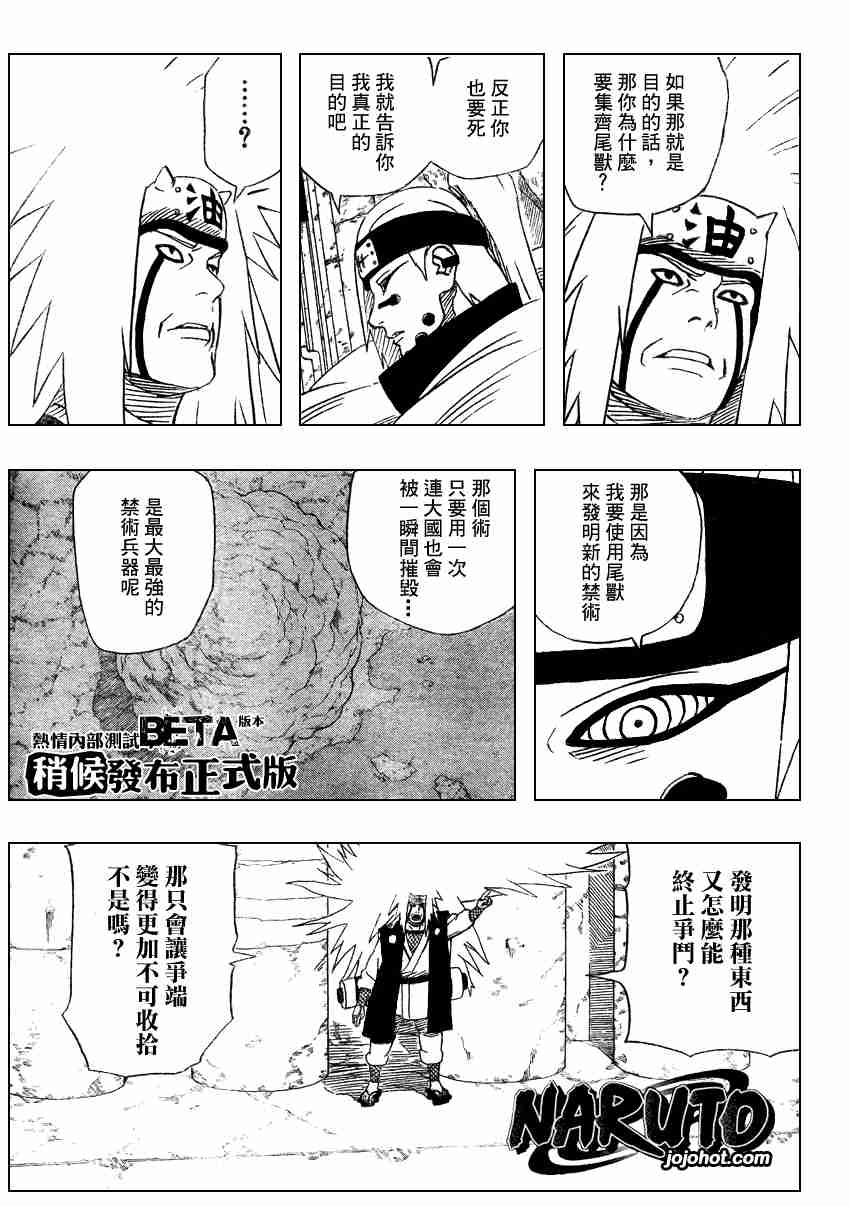 如果那就是
目的的話，
那你為什麼
要集齊尾獸？
油
反正你
也要死
我就告訴你
我真正的
目的吧
……？
油
那是因為
我要使用尾獸
來發明新的禁術
那個術
只要用一次
連大國也會
被一瞬間摧毀…
是最大最強的
禁術兵器呢
熱情內部測試BETA版本
稍候發布正式版
發明那種東西
又怎麼能
終止爭鬥？
那只會讓爭端
變得更加不可收拾
不是嗎？
NARUTO
jojohot.com